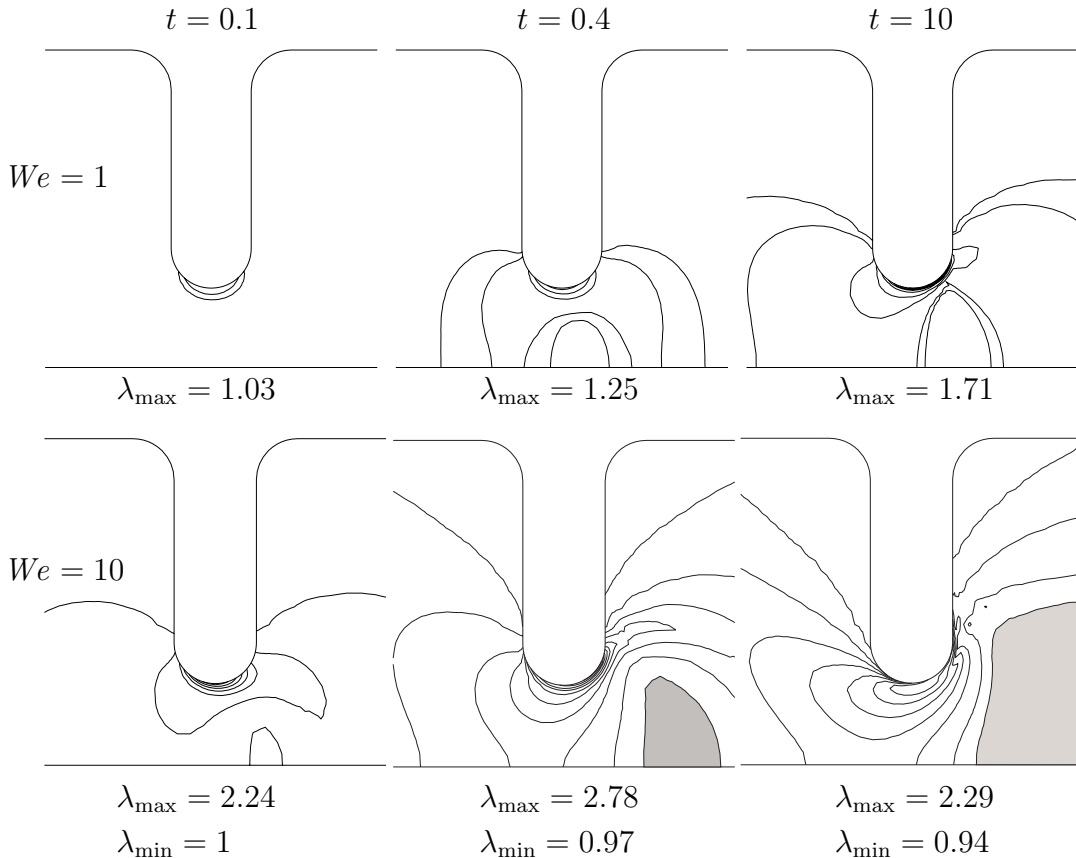 t = 0.1 t = 0.4 t = 10
We = 1
λmax = 1.03 λmax = 1.25 λmax = 1.71
We = 10
λmax = 2.24 λmax = 2.78 λmax = 2.29
λmin = 1 λmin = 0.97 λmin = 0.94